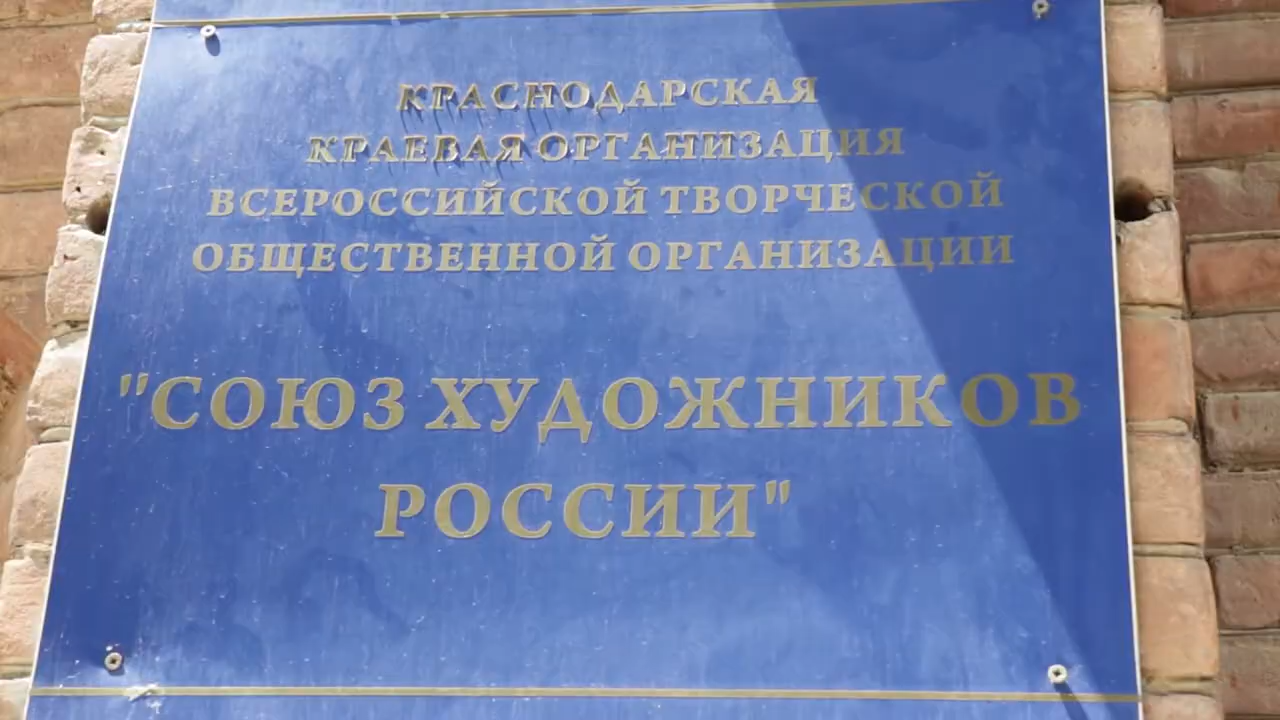 КРАСНОДАРСКАЯ
КРАЕВАЯ ОРГАНИЗАЦИЯ
ВСЕРОССИЙСКОЙ ТВОРЧЕСКОЙ
ОБЩЕСТВЕННОЙ ОРГАНИЗАЦИИ
"СОЮЗ ХУДОЖНИКОВ
РОССИИ"